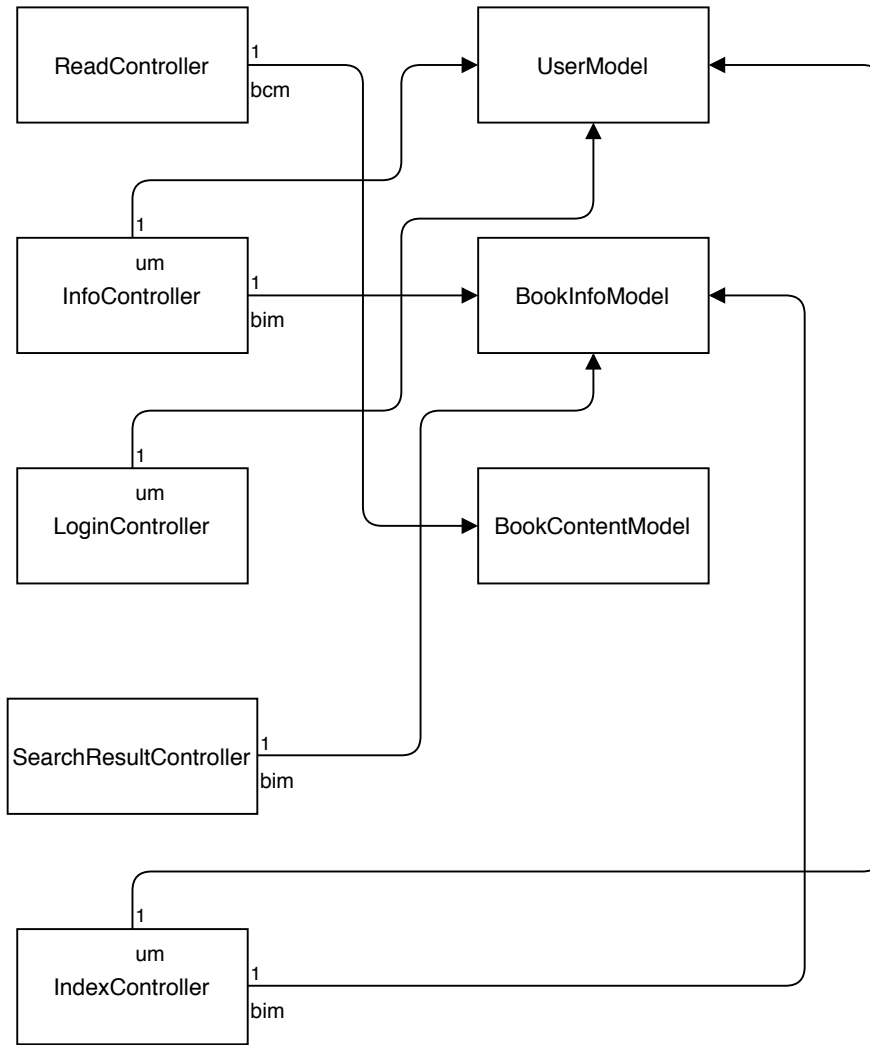 ReadController
1
bcm
UserModel
1
um
InfoController
1
bim
BookInfoModel
1
um
LoginController
BookContentModel
SearchResultController
1
bim
1
um
IndexController
1
bim